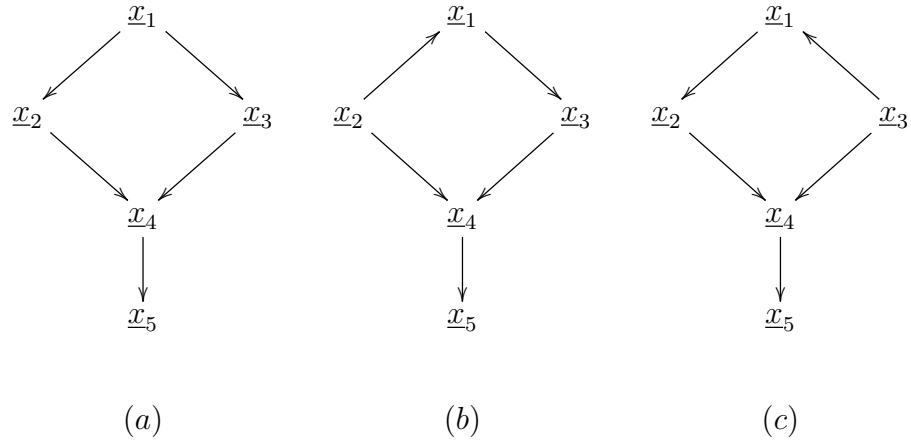 x₁ x₁ x₁
x₂ x₃ x₂ x₃ x₂ x₃
x₄ x₄ x₄
x₅ x₅ x₅
(a) (b) (c)